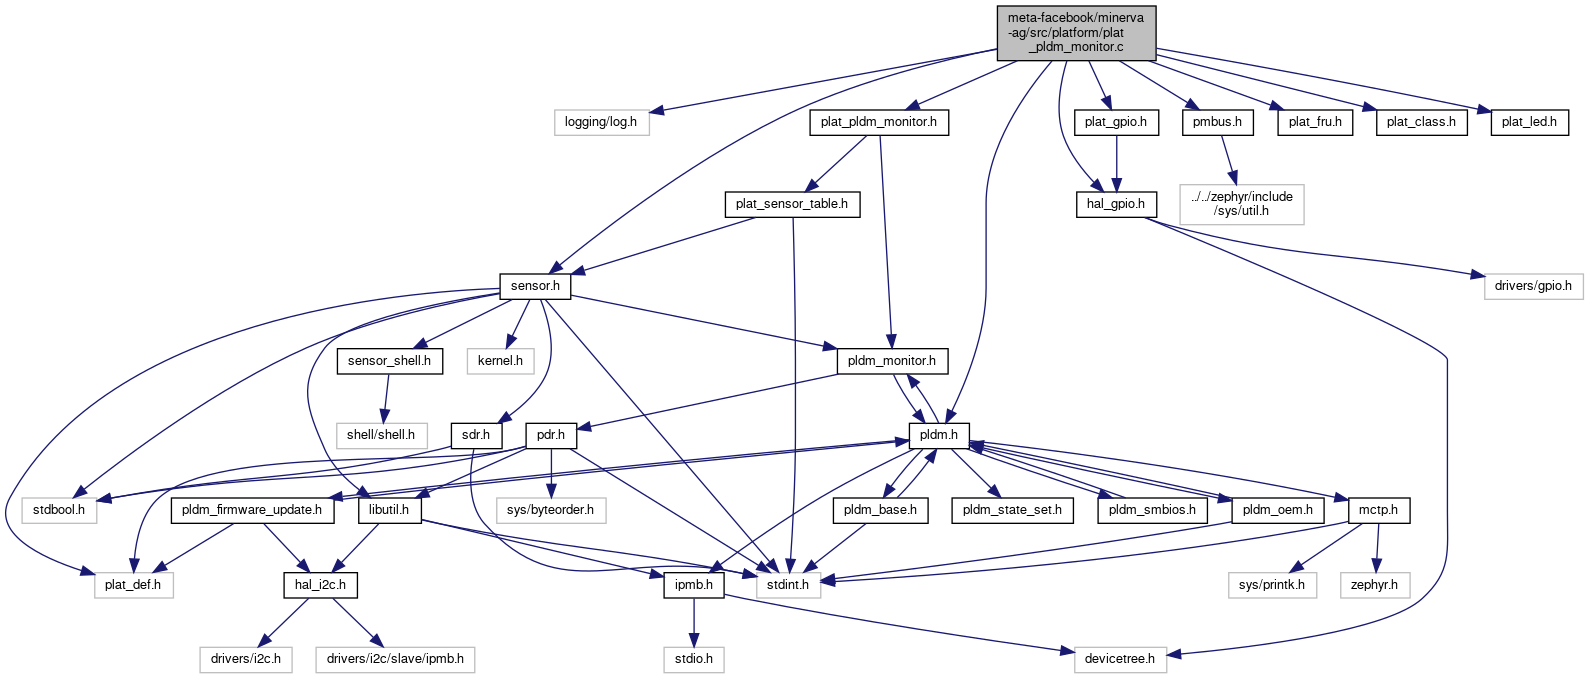 meta-facebook/minerva
-ag/src/platform/plat
_pldm_monitor.c
logging/log.h
plat_pldm_monitor.h
plat_gpio.h
pmbus.h
plat_fru.h
plat_class.h
plat_led.h
plat_sensor_table.h
hal_gpio.h
../../zephyr/include
/sys/util.h
sensor.h
drivers/gpio.h
sensor_shell.h
kernel.h
pldm_monitor.h
shell/shell.h
sdr.h
pdr.h
pldm.h
stdbool.h
pldm_firmware_update.h
libutil.h
sys/byteorder.h
pldm_base.h
pldm_state_set.h
pldm_smbios.h
pldm_oem.h
mctp.h
plat_def.h
hal_i2c.h
ipmb.h
stdint.h
sys/printk.h
zephyr.h
drivers/i2c.h
drivers/i2c/slave/ipmb.h
stdio.h
devicetree.h